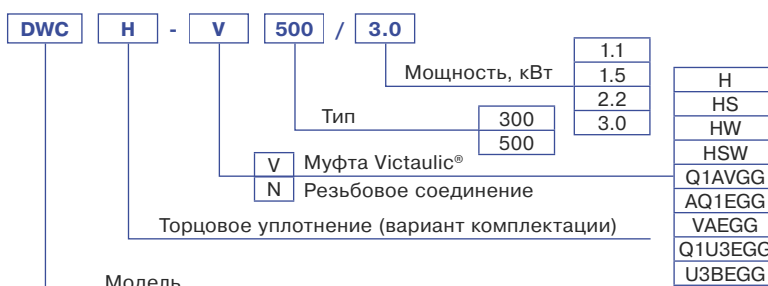 DWC H - V 500 / 3.0
Мощность, кВт
1.1
1.5
2.2
3.0
Тип
300
500
V Муфта Victaulic®
N Резьбовое соединение
Торцовое уплотнение (вариант комплектации)
H
HS
HW
HSW
Q1AVGG
AQ1EGG
VAEGG
Q1U3EGG
U3BEGG
Модель